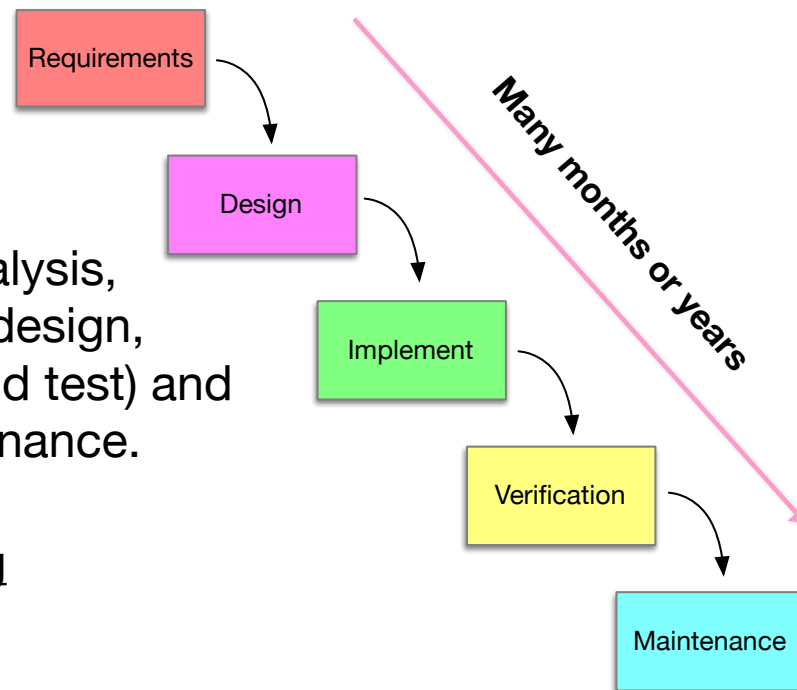 Requirements
Many months or years
Design
alysis,
design,
Implement
d test) and
nance.
Verification
Maintenance